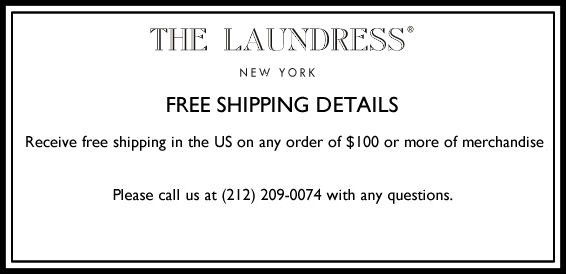 THE LAUNDRESS®
NEW YORK
FREE SHIPPING DETAILS
Receive free shipping in the US on any order of $100 or more of merchandise
Please call us at (212) 209-0074 with any questions.